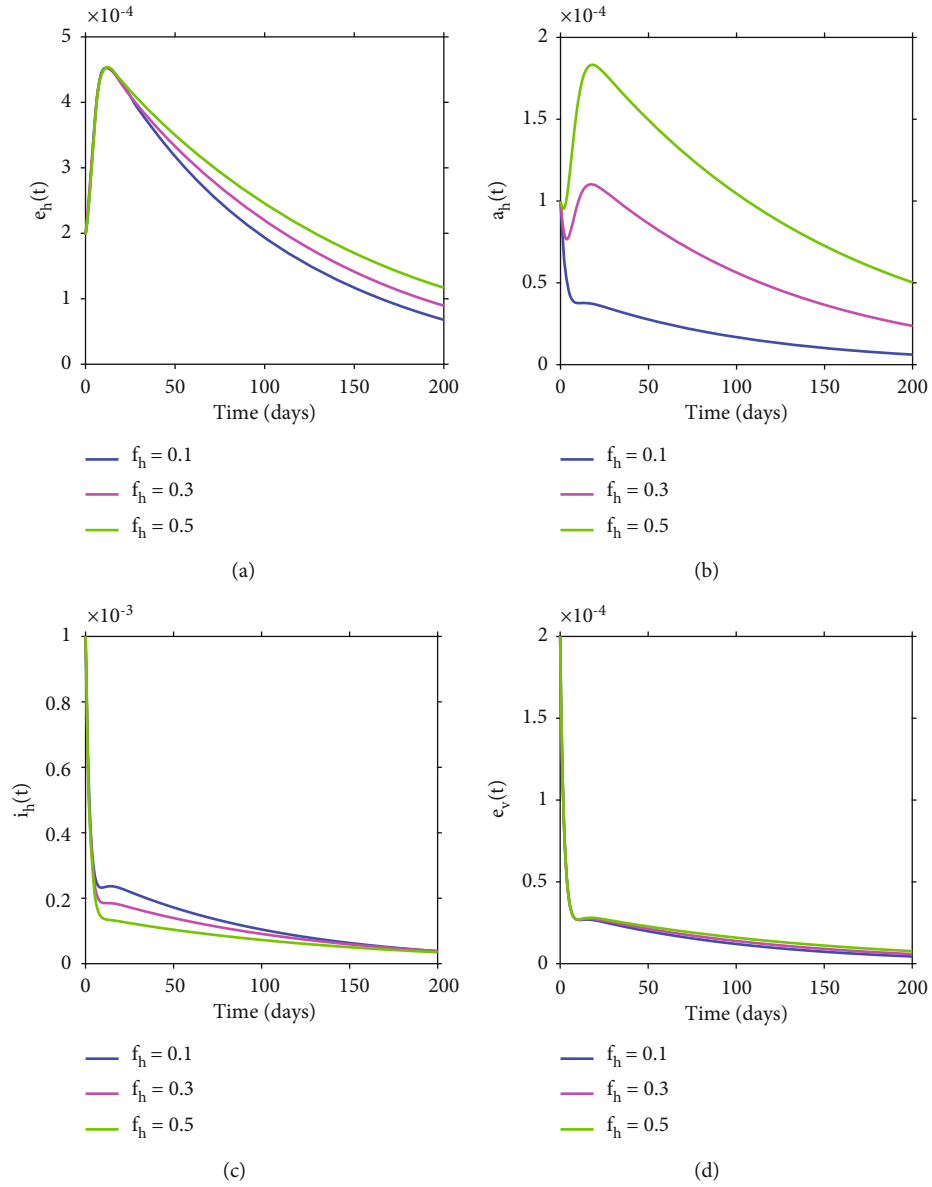 ×10-4
5
4
3
2
1
0
e_h(t)
0 50 100 150 200
Time (days)
f_h = 0.1
f_h = 0.3
f_h = 0.5
(a)
×10-4
2
1.5
1
0.5
0
a_h(t)
0 50 100 150 200
Time (days)
f_h = 0.1
f_h = 0.3
f_h = 0.5
(b)
×10-3
1
0.8
0.6
0.4
0.2
0
i_h(t)
0 50 100 150 200
Time (days)
f_h = 0.1
f_h = 0.3
f_h = 0.5
(c)
×10-4
2
1.5
1
0.5
0
e_v(t)
0 50 100 150 200
Time (days)
f_h = 0.1
f_h = 0.3
f_h = 0.5
(d)